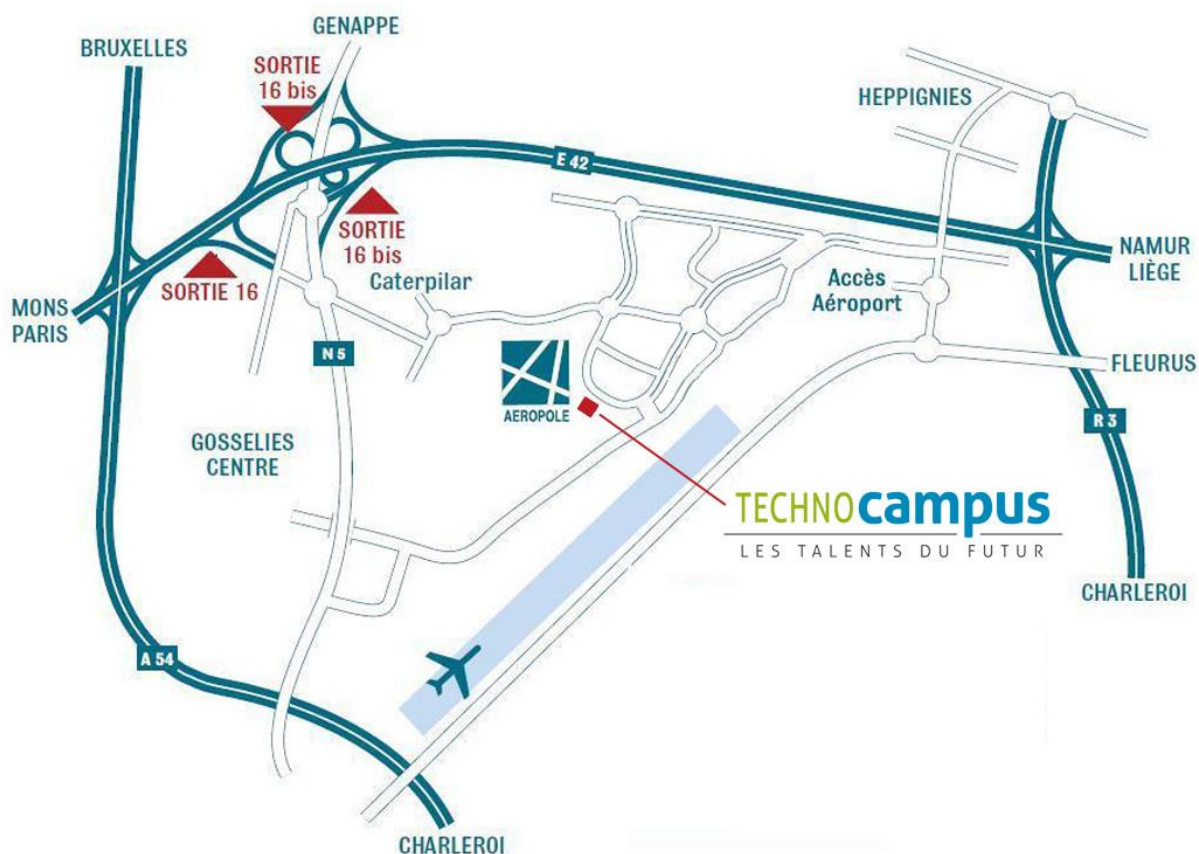 GENAPPE
BRUXELLES
SORTIE
16 bis
HEPPIGNIES
E 42
SORTIE
16 bis
NAMUR
LIÈGE
Accès
Aéroport
Caterpilar
SORTIE 16
MONS
PARIS
N 5
FLEURUS
AEROPOLE
R 3
GOSSELIES
CENTRE
TECHNOcampus
LES TALENTS DU FUTUR
CHARLEROI
A 54
CHARLEROI